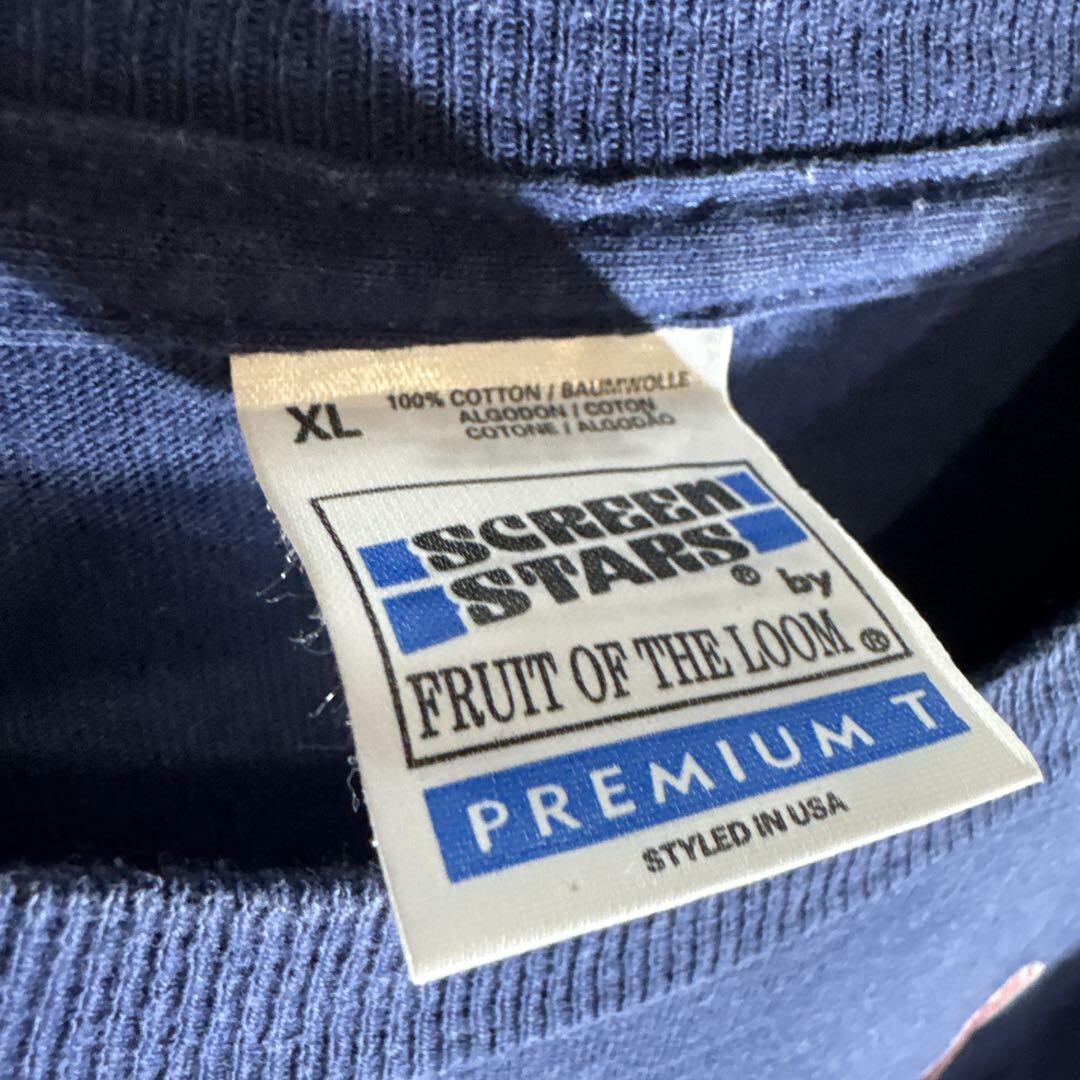 XL
100% COTTON / BAUMWOLLE
ALGODON / COTON
COTONE / ALGODÃO
SCREEN
STARS® by
FRUIT OF THE LOOM®
PREMIUM T
STYLED IN USA